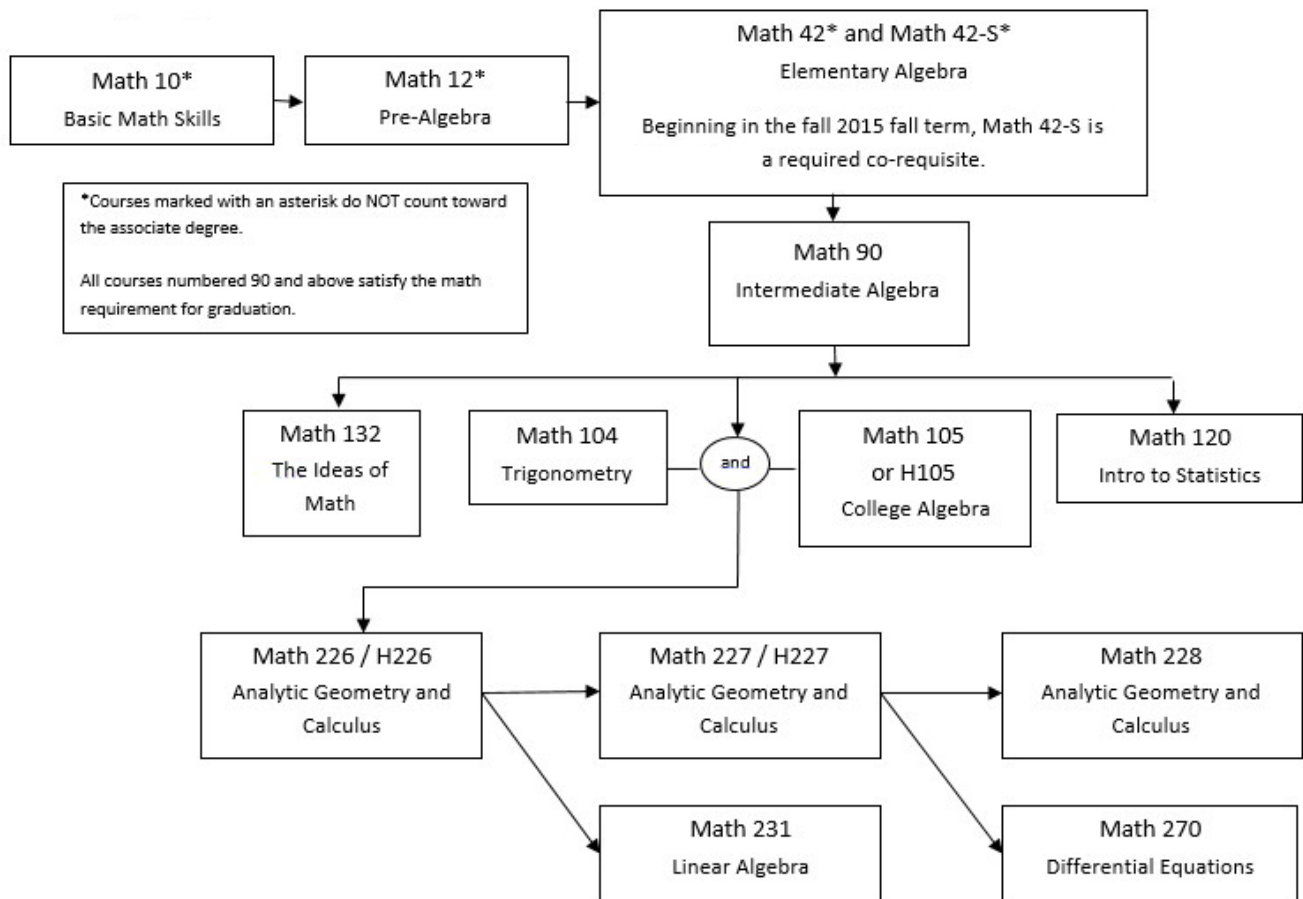 Math 10*
Basic Math Skills
Math 12*
Pre-Algebra
Math 42* and Math 42-S*
Elementary Algebra
Beginning in the fall 2015 fall term, Math 42-S is
a required co-requisite.
*Courses marked with an asterisk do NOT count toward
the associate degree.
All courses numbered 90 and above satisfy the math
requirement for graduation.
Math 90
Intermediate Algebra
Math 132
The Ideas of
Math
Math 104
Trigonometry
and
Math 105
or H105
College Algebra
Math 120
Intro to Statistics
Math 226 / H226
Analytic Geometry and
Calculus
Math 227 / H227
Analytic Geometry and
Calculus
Math 228
Analytic Geometry and
Calculus
Math 231
Linear Algebra
Math 270
Differential Equations